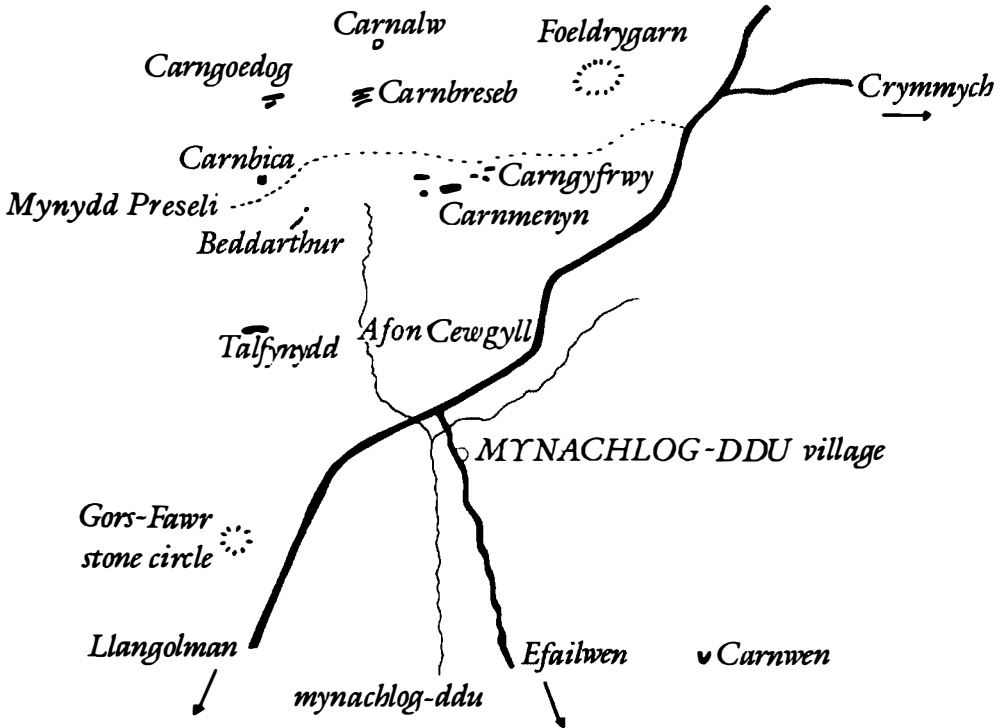 Carnalw
Foeldrygarn
Carngoedog
Carnbreseb
Crymmych
Carnbica
Carngyfrwy
Mynydd Preseli
Carnmenyn
Beddarthur
Afon Cewgyll
Talfynydd
MYNACHLOG-DDU village
Gors-Fawr
stone circle
Llangolman
Efailwen
Carnwen
mynachlog-ddu